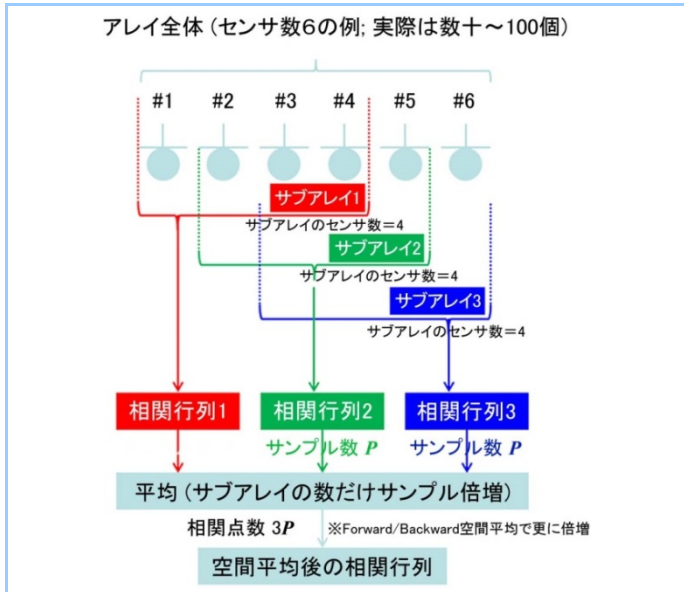 アレイ全体 (センサ数6の例; 実際は数十～100個)
#1 #2 #3 #4 #5 #6
サブアレイ1
サブアレイのセンサ数=4
サブアレイ2
サブアレイのセンサ数=4
サブアレイ3
サブアレイのセンサ数=4
相関行列1 相関行列2 相関行列3
サンプル数 P サンプル数 P
平均 (サブアレイの数だけサンプル倍増)
相関点数 3P ※Forward/Backward空間平均で更に倍増
空間平均後の相関行列